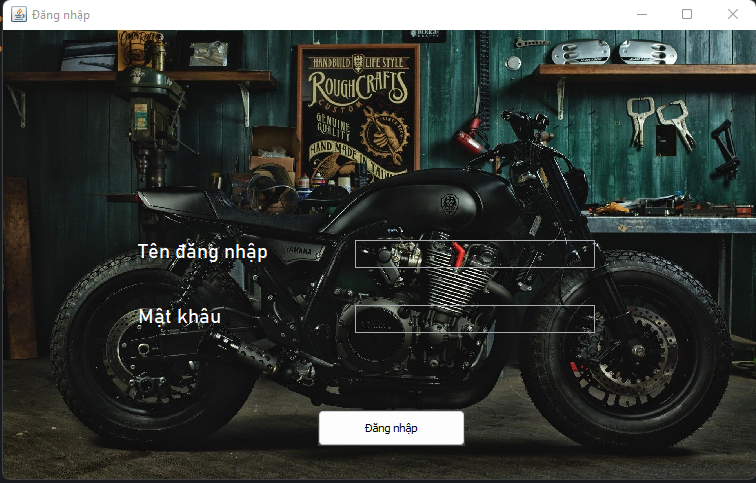 Đăng nhập
HANDBUILD LIFE STYLE
ROUGHCRAFTS
CUSTOM
GENUINE
QUALITY
HAND MADE IN TAIWAN
YAMAHA
Tên đăng nhập
Mật khẩu
Đăng nhập